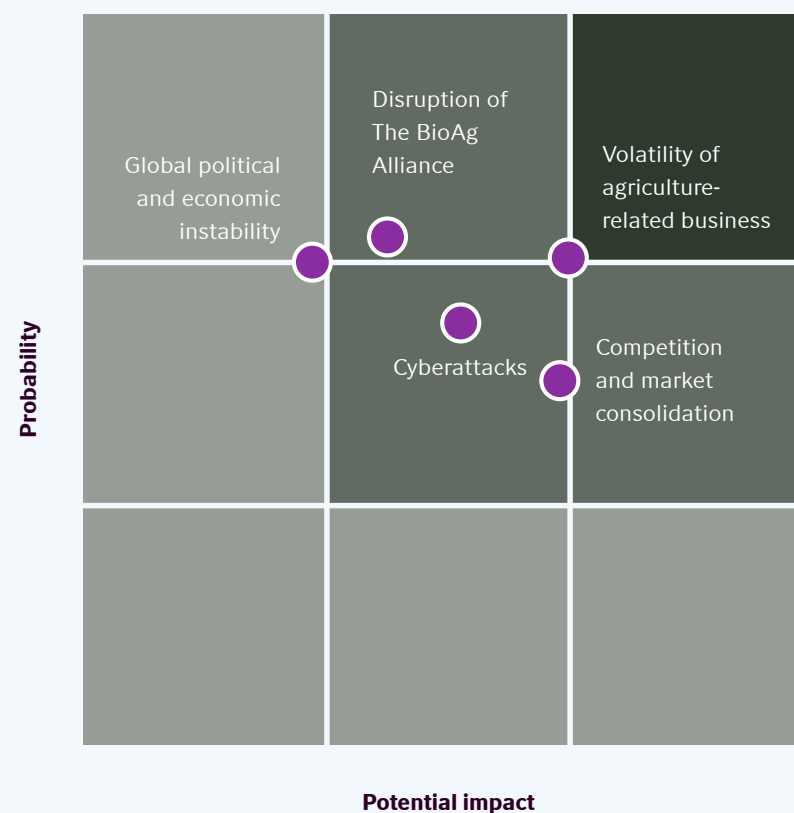 Disruption of
The BioAg
Alliance
Global political
and economic
instability
Volatility of
agriculture-
related business
Cyberattacks
Competition
and market
consolidation
Probability
Potential impact